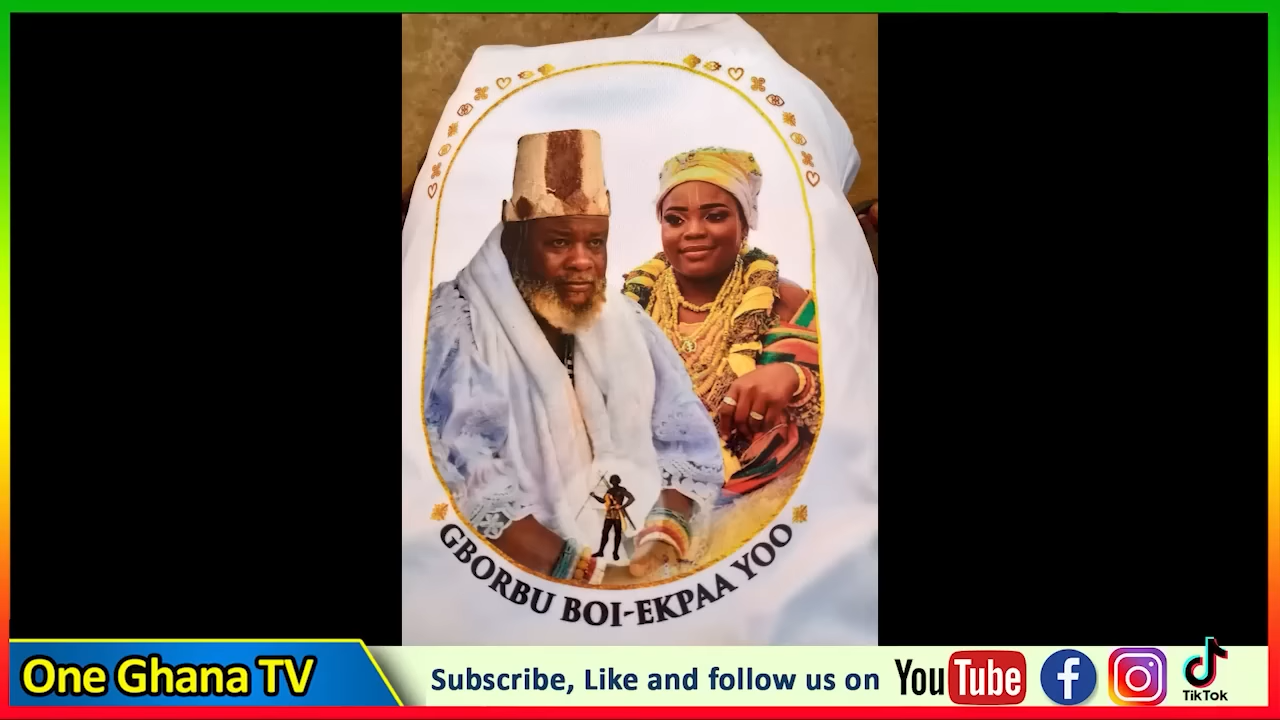 GBORBU BOI-EKPAA YOO
One Ghana TV
Subscribe, Like and follow us on YouTube
TikTok